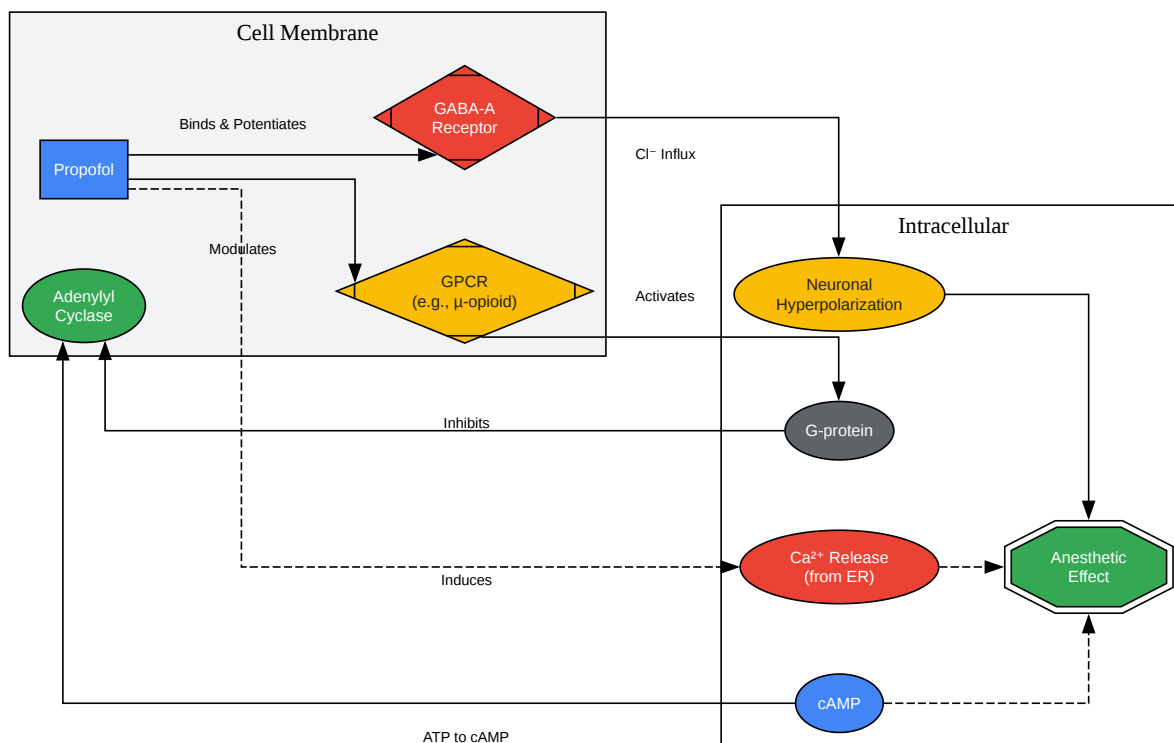 Cell Membrane
GABA-A
Receptor
Binds & Potentiates
Cl⁻ Influx
Propofol
Intracellular
Modulates
GPCR
(e.g., µ-opioid)
Activates
Neuronal
Hyperpolarization
Adenylyl
Cyclase
Inhibits
G-protein
Ca²⁺ Release
(from ER)
Anesthetic
Effect
Induces
cAMP
ATP to cAMP